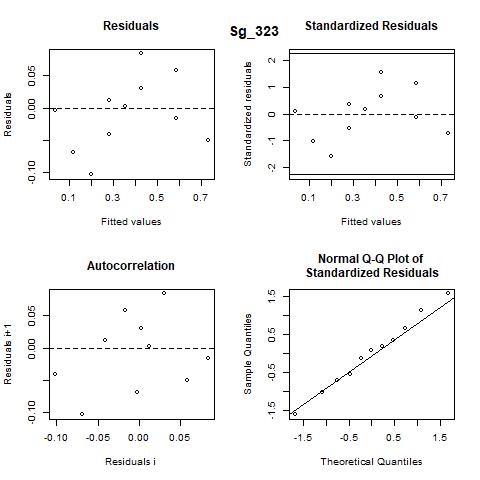 Sg_323
Residuals
Residuals
0.05
0.00
-0.10
0.1 0.3 0.5 0.7
Fitted values
Standardized Residuals
Standardized residuals
2
1
0
-1
-2
0.1 0.3 0.5 0.7
Fitted values
Autocorrelation
Residuals i+1
0.05
0.00
-0.10
-0.10 -0.05 0.00 0.05
Residuals i
Normal Q-Q Plot of
Standardized Residuals
Sample Quantiles
1.5
0.5
-0.5
-1.5
-1.5 -0.5 0.5 1.5
Theoretical Quantiles